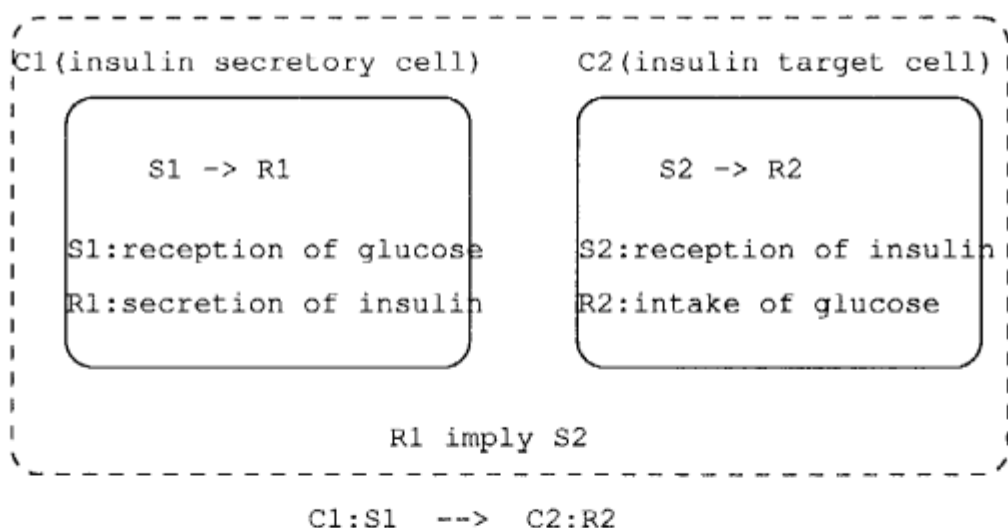 C1(insulin secretory cell)
C2(insulin target cell)
S1 -> R1
S2 -> R2
S1:reception of glucose
S2:reception of insulin
R1:secretion of insulin
R2:intake of glucose
R1 imply S2
C1:S1 --> C2:R2